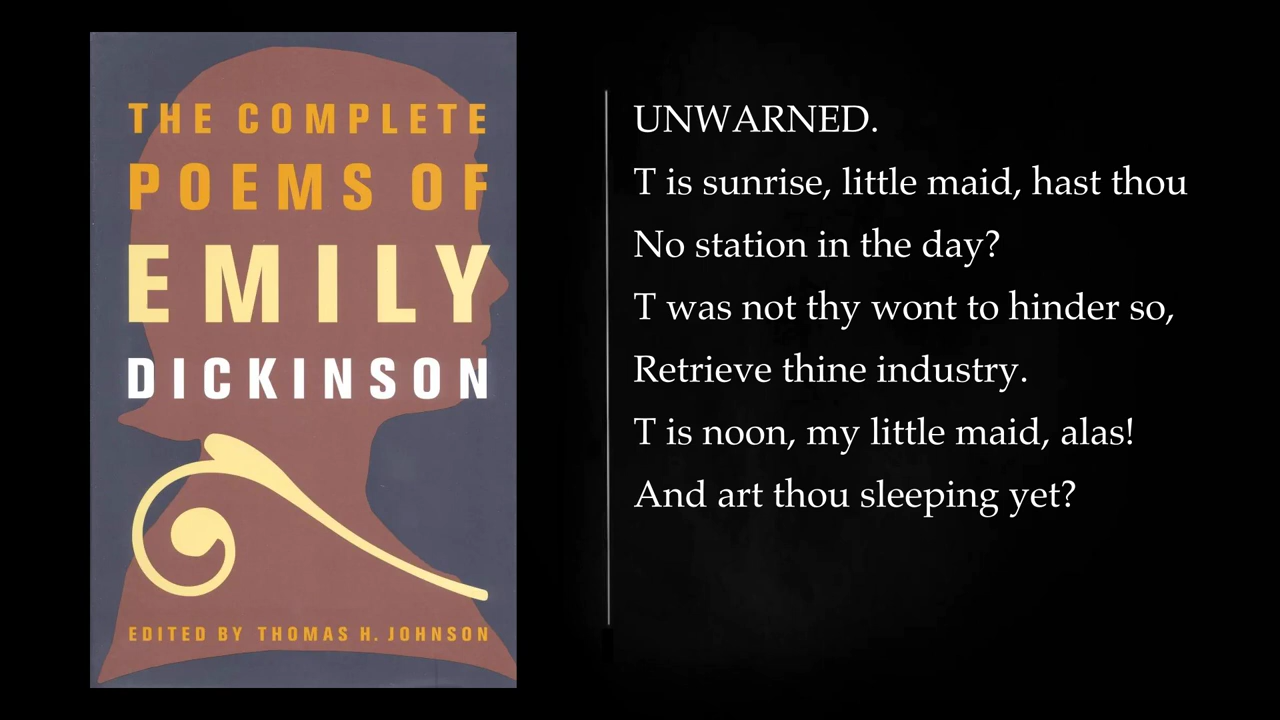 THE COMPLETE
POEMS OF
EMILY
DICKINSON
EDITED BY THOMAS H. JOHNSON
UNWARNED.
T is sunrise, little maid, hast thou
No station in the day?
T was not thy wont to hinder so,
Retrieve thine industry.
T is noon, my little maid, alas!
And art thou sleeping yet?